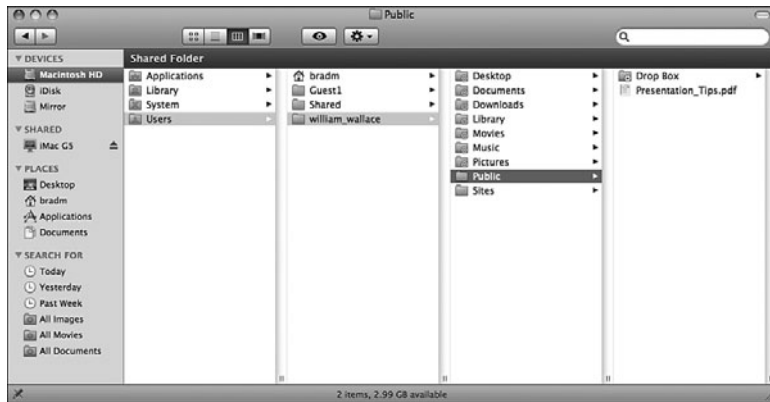 Public
DEVICES
Macintosh HD
iDisk
Mirror
SHARED
iMac G5
PLACES
Desktop
bradm
Applications
Documents
SEARCH FOR
Today
Yesterday
Past Week
All Images
All Movies
All Documents
Shared Folder
Applications
Library
System
Users
bradm
Guest1
Shared
william_wallace
Desktop
Documents
Downloads
Library
Movies
Music
Pictures
Public
Sites
Drop Box
Presentation_Tips.pdf
2 items, 2.99 GB available